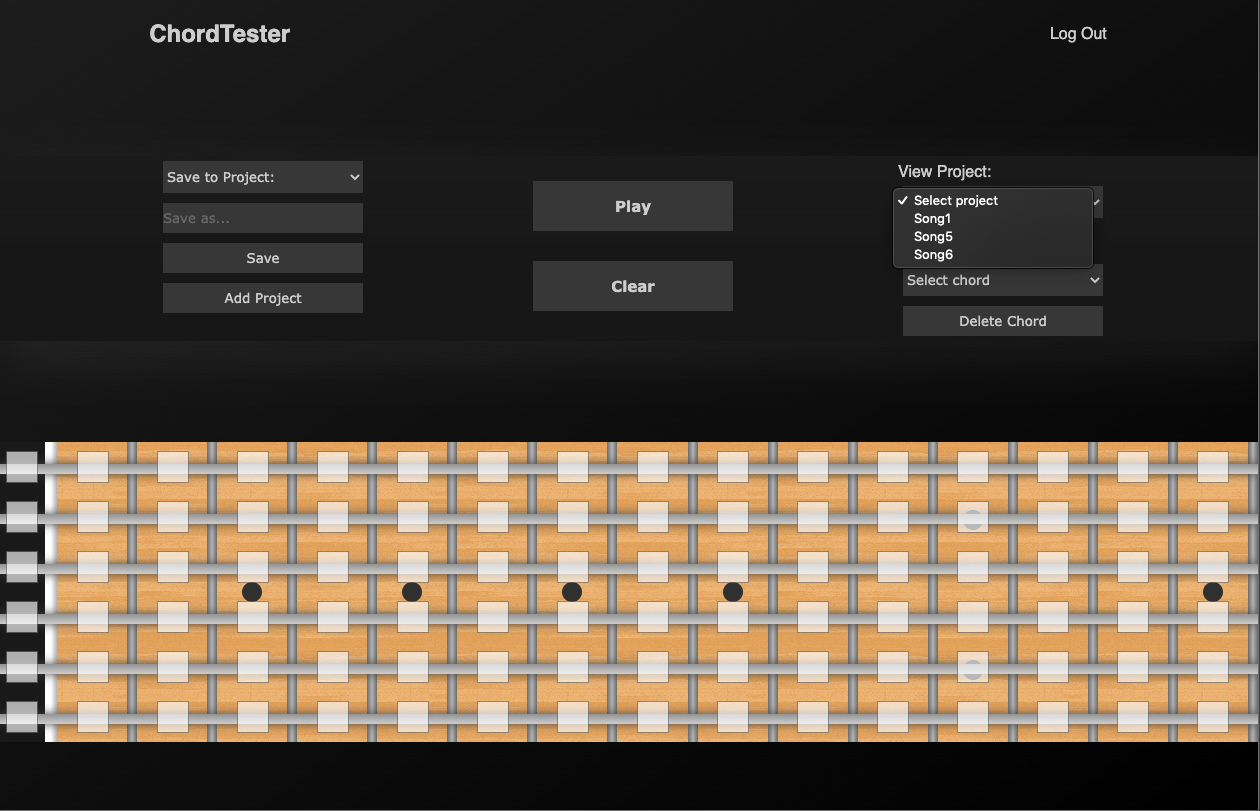 ChordTester
Log Out
Save to Project:
Save as...
Save
Add Project
Play
Clear
View Project:
✓ Select project
Song1
Song5
Song6
Select chord
Delete Chord